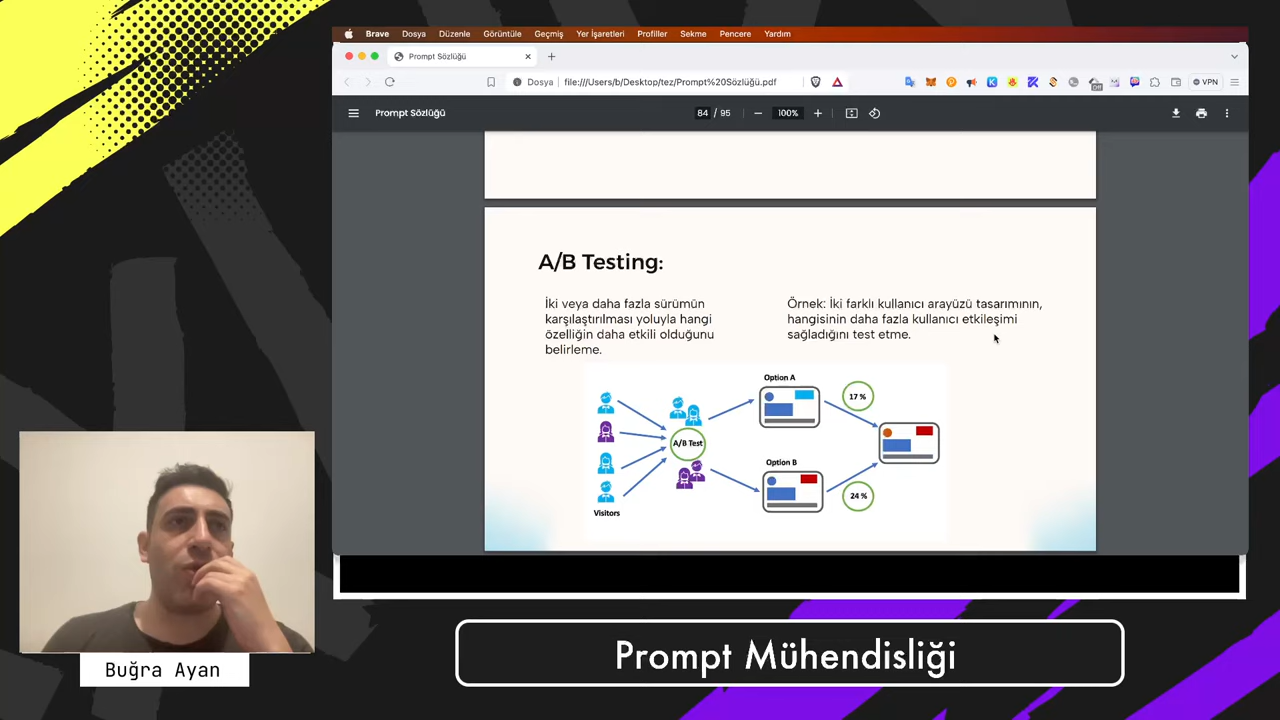 Brave Dosya Düzenle Görüntüle Geçmiş Yer İşaretleri Profiller Sekme Pencere Yardım
Prompt Sözlüğü
Dosya file:///Users/b/Desktop/tez/Prompt%20Sözlüğü.pdf
VPN
Prompt Sözlüğü
84 / 95
100%
A/B Testing:
İki veya daha fazla sürümün
karşılaştırılması yoluyla hangi
özelliğin daha etkili olduğunu
belirleme.
Örnek: İki farklı kullanıcı arayüzü tasarımının,
hangisinin daha fazla kullanıcı etkileşimi
sağladığını test etme.
Option A
17 %
A/B Test
Option B
24 %
Visitors
Buğra Ayan
Prompt Mühendisliği